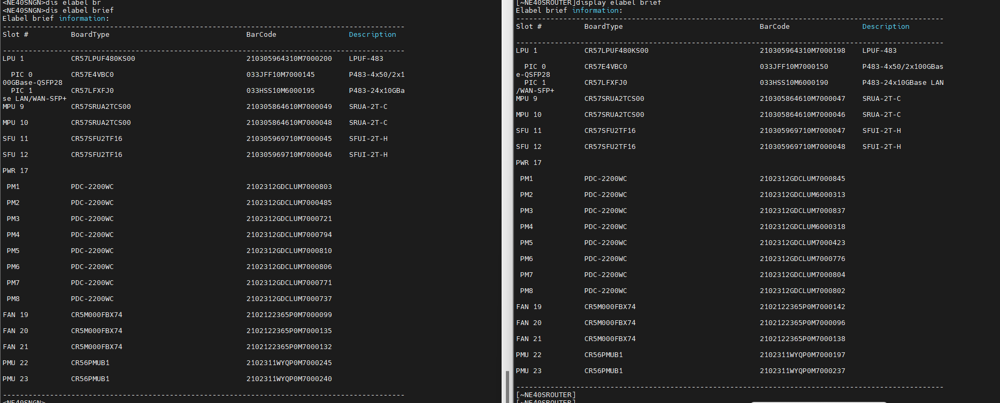 <NE40SNGN>dis elabel br
<NE40SNGN>dis elabel brief
Elabel brief information:
----------------------------------------------------------------------------------------------
Slot #          BoardType                                BarCode                 Description
----------------------------------------------------------------------------------------------
LPU 1           CR57LPUF480KS00                          210305964310M7000200    LPUF-483
  PIC 0         CR57E4VBC0                               033JFF10M7000145        P483-4x50/2x1
00GBase-QSFP28
  PIC 1         CR57LFXFJ0                               033HSS10M6000195        P483-24x10GBa
se LAN/WAN-SFP+
MPU 9           CR57SRUA2TCS00                           210305864610M7000049    SRUA-2T-C
MPU 10          CR57SRUA2TCS00                           210305864610M7000048    SRUA-2T-C
SFU 11          CR57SFU2TF16                             210305969710M7000045    SFUI-2T-H
SFU 12          CR57SFU2TF16                             210305969710M7000046    SFUI-2T-H
PWR 17
 PM1            PDC-2200WC                               2102312GDCLUM7000803
 PM2            PDC-2200WC                               2102312GDCLUM7000485
 PM3            PDC-2200WC                               2102312GDCLUM7000721
 PM4            PDC-2200WC                               2102312GDCLUM7000794
 PM5            PDC-2200WC                               2102312GDCLUM7000810
 PM6            PDC-2200WC                               2102312GDCLUM7000806
 PM7            PDC-2200WC                               2102312GDCLUM7000771
 PM8            PDC-2200WC                               2102312GDCLUM7000737
FAN 19          CR5M000FBX74                             2102122365P0M7000099
FAN 20          CR5M000FBX74                             2102122365P0M7000135
FAN 21          CR5M000FBX74                             2102122365P0M7000132
PMU 22          CR56PMUB1                                2102311WYQP0M7000245
PMU 23          CR56PMUB1                                2102311WYQP0M7000240
----------------------------------------------------------------------------------------------
<NE40SNGN>
[~NE40SROUTER]display elabel brief
Elabel brief information:
----------------------------------------------------------------------------------------------------
Slot #          BoardType                                BarCode                 Description
----------------------------------------------------------------------------------------------------
LPU 1           CR57LPUF480KS00                          210305964310M7000198    LPUF-483
  PIC 0         CR57E4VBC0                               033JFF10M7000150        P483-4x50/2x100GBas
e-QSFP28
  PIC 1         CR57LFXFJ0                               033HSS10M6000190        P483-24x10GBase LAN
/WAN-SFP+
MPU 9           CR57SRUA2TCS00                           210305864610M7000047    SRUA-2T-C
MPU 10          CR57SRUA2TCS00                           210305864610M7000046    SRUA-2T-C
SFU 11          CR57SFU2TF16                             210305969710M7000047    SFUI-2T-H
SFU 12          CR57SFU2TF16                             210305969710M7000048    SFUI-2T-H
PWR 17
 PM1            PDC-2200WC                               2102312GDCLUM7000845
 PM2            PDC-2200WC                               2102312GDCLUM6000313
 PM3            PDC-2200WC                               2102312GDCLUM7000837
 PM4            PDC-2200WC                               2102312GDCLUM6000318
 PM5            PDC-2200WC                               2102312GDCLUM7000423
 PM6            PDC-2200WC                               2102312GDCLUM7000776
 PM7            PDC-2200WC                               2102312GDCLUM7000804
 PM8            PDC-2200WC                               2102312GDCLUM7000802
FAN 19          CR5M000FBX74                             2102122365P0M7000142
FAN 20          CR5M000FBX74                             2102122365P0M7000096
FAN 21          CR5M000FBX74                             2102122365P0M7000138
PMU 22          CR56PMUB1                                2102311WYQP0M7000197
PMU 23          CR56PMUB1                                2102311WYQP0M7000237
----------------------------------------------------------------------------------------------------
[~NE40SROUTER]
[~NE40SROUTER]